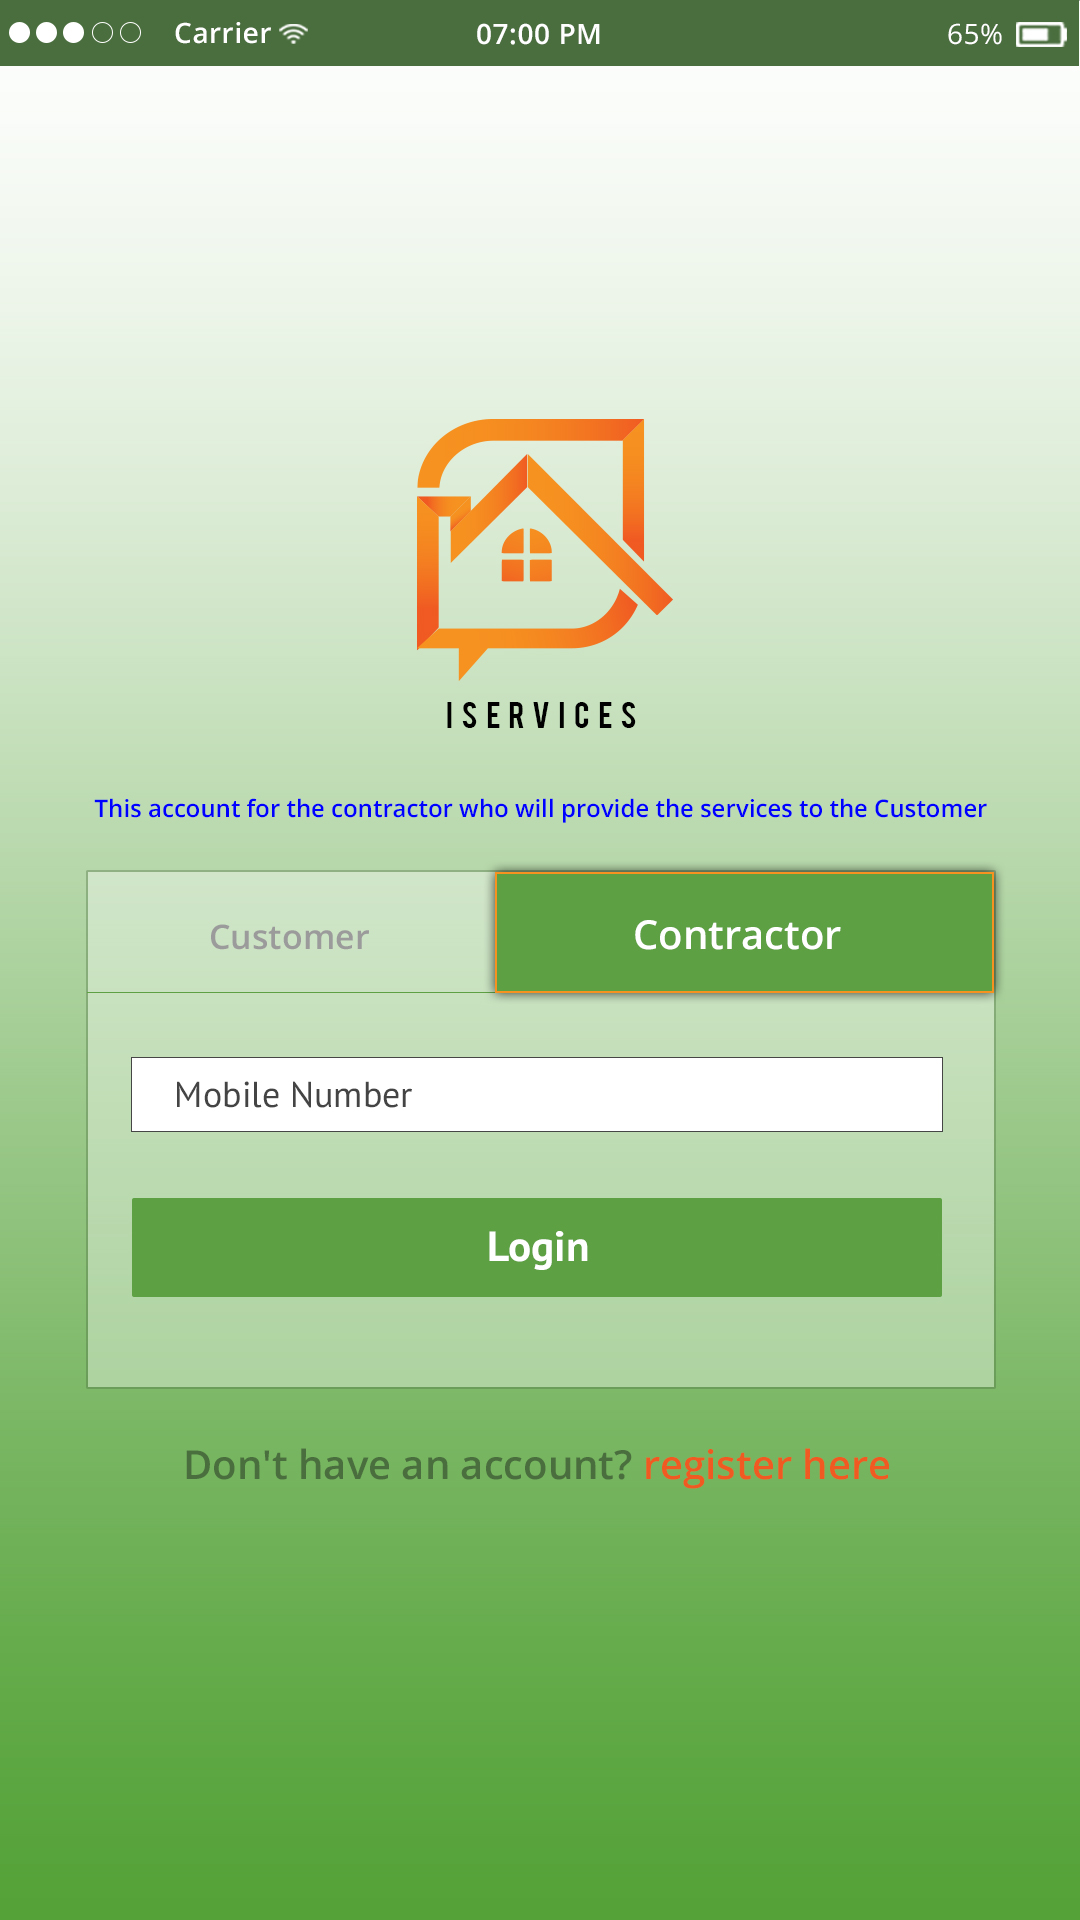 Carrier 07:00 PM 65%
ISERVICES
This account for the contractor who will provide the services to the Customer
Customer Contractor
Mobile Number
Login
Don't have an account? register here